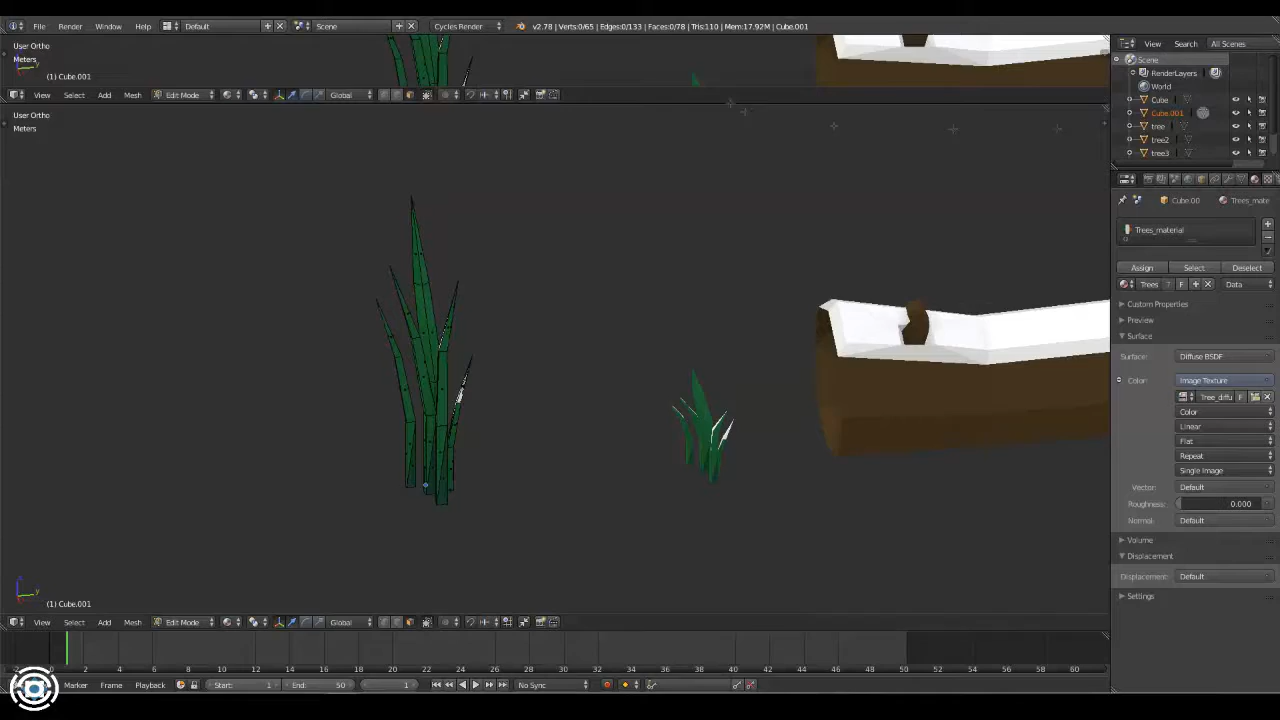 File Render Window Help Default Scene Cycles Render v2.78 | Verts:0/65 | Edges:0/133 | Faces:0/78 | Tris:110 | Mem:17.92M | Cube.001
User Ortho
Meters
(1) Cube.001
View Select Add Mesh Edit Mode Global
User Ortho
Meters
(1) Cube.001
View Select Add Mesh Edit Mode Global
-2 0 2 4 6 8 10 12 14 16 18 20 22 24 26 28 30 32 34 36 38 40 42 44 46 48 50 52 54 56 58 60
Marker Frame Playback Start: 1 End: 50 1 No Sync
View Search All Scenes
Scene
RenderLayers
World
Cube
Cube.001
tree
tree2
tree3
Cube.00 Trees_mate
Trees_material
Assign Select Deselect
Trees F Data
Custom Properties
Preview
Surface
Surface: Diffuse BSDF
Color: Image Texture
Tree_diffu F
Color
Linear
Flat
Repeat
Single Image
Vector: Default
Roughness: 0.000
Normal: Default
Volume
Displacement
Displacement: Default
Settings